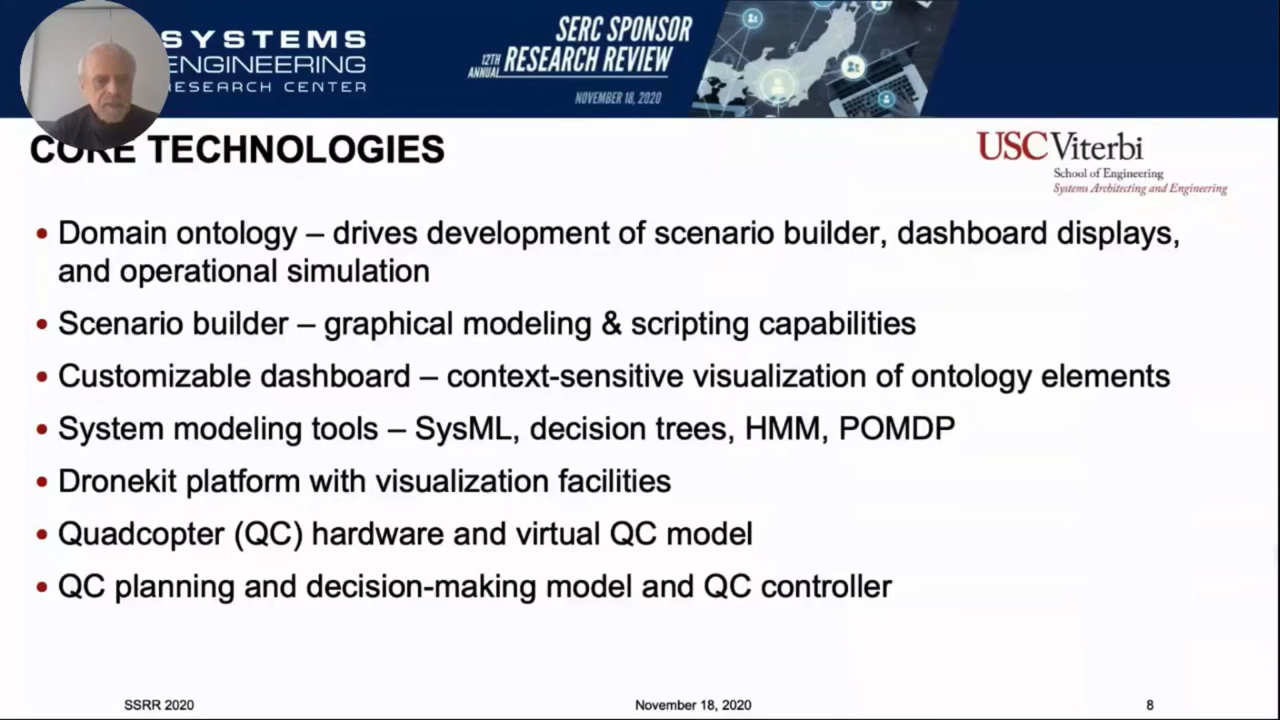 SYSTEMS
ENGINEERING
RESEARCH CENTER
SERC SPONSOR
12TH ANNUAL RESEARCH REVIEW
NOVEMBER 18, 2020
CORE TECHNOLOGIES
USC Viterbi
School of Engineering
Systems Architecting and Engineering
• Domain ontology – drives development of scenario builder, dashboard displays,
and operational simulation
• Scenario builder – graphical modeling & scripting capabilities
• Customizable dashboard – context-sensitive visualization of ontology elements
• System modeling tools – SysML, decision trees, HMM, POMDP
• Dronekit platform with visualization facilities
• Quadcopter (QC) hardware and virtual QC model
• QC planning and decision-making model and QC controller
SSRR 2020
November 18, 2020
8